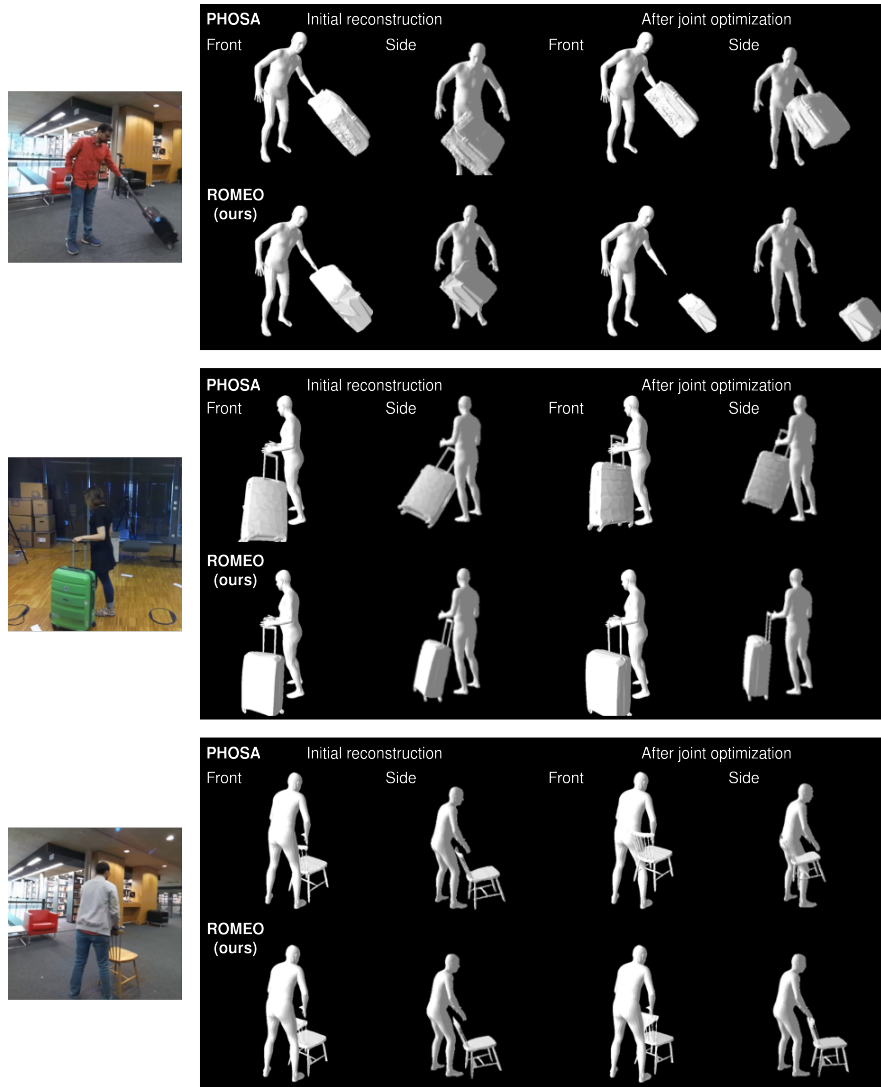 PHOSA Initial reconstruction After joint optimization
Front Side Front Side
ROMEO
(ours)
PHOSA Initial reconstruction After joint optimization
Front Side Front Side
ROMEO
(ours)
PHOSA Initial reconstruction After joint optimization
Front Side Front Side
ROMEO
(ours)